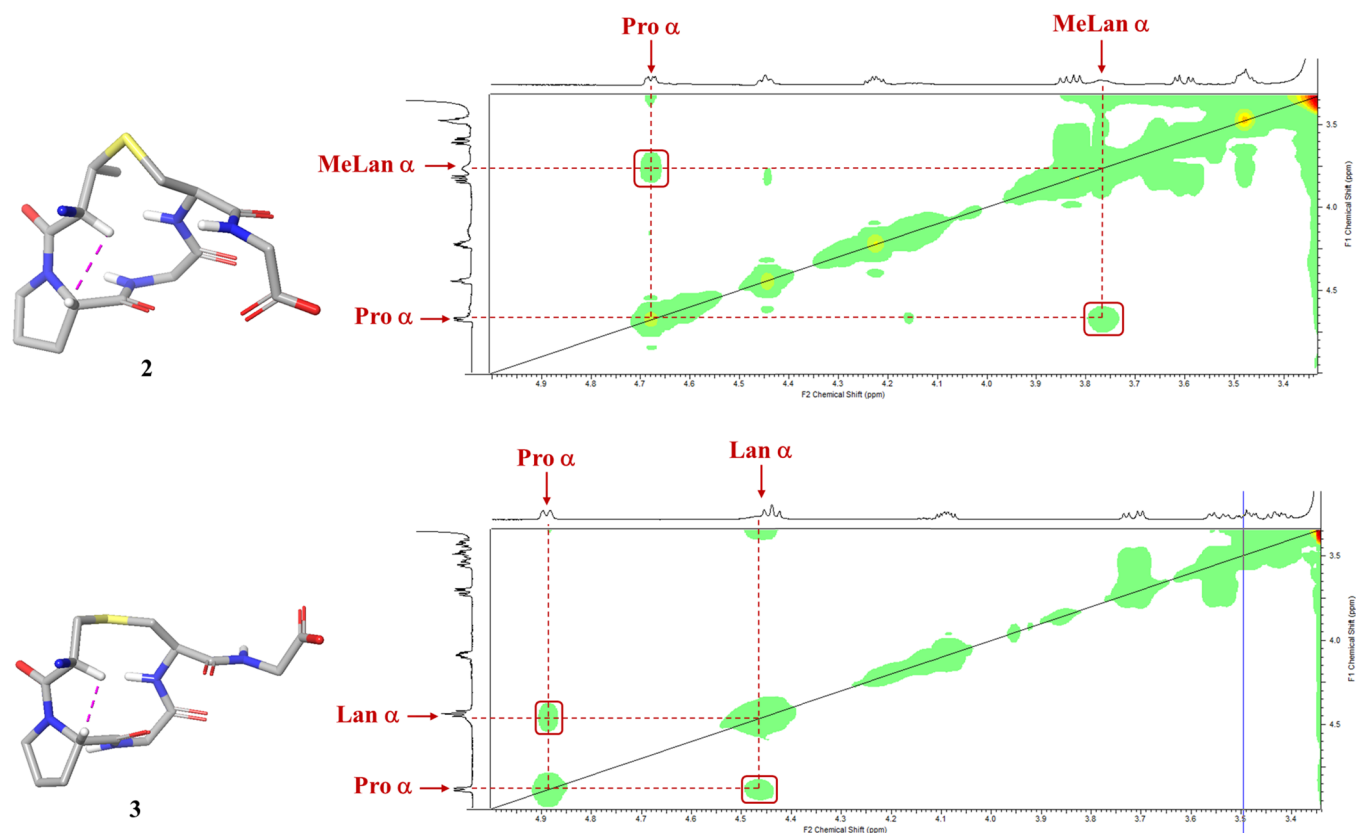 Pro α
MeLan α
MeLan α
Pro α
3.5
4.0
4.5
F1 Chemical Shift (ppm)
4.9 4.8 4.7 4.6 4.5 4.4 4.3 4.2 4.1 4.0 3.9 3.8 3.7 3.6 3.5 3.4
F2 Chemical Shift (ppm)
2
Pro α
Lan α
Lan α
Pro α
3.5
4.0
4.5
F1 Chemical Shift (ppm)
4.9 4.8 4.7 4.6 4.5 4.4 4.3 4.2 4.1 4.0 3.9 3.8 3.7 3.6 3.5 3.4
F2 Chemical Shift (ppm)
3